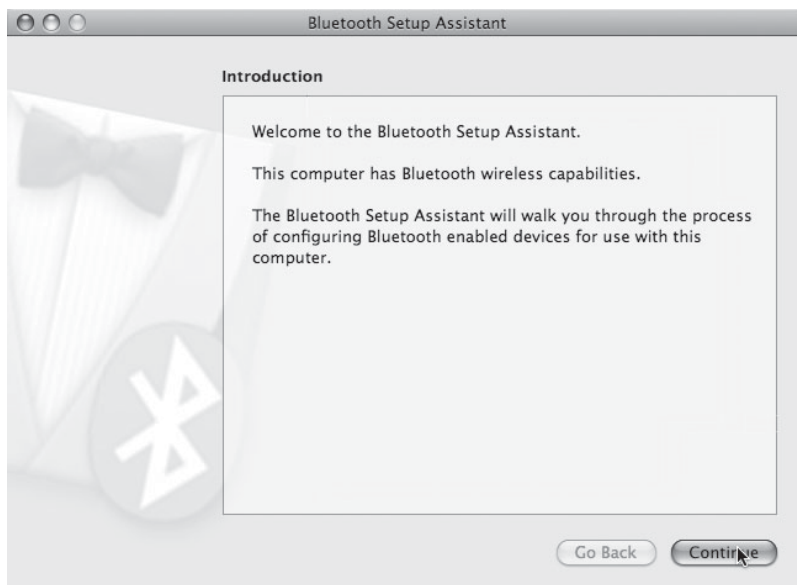 Bluetooth Setup Assistant
Introduction
Welcome to the Bluetooth Setup Assistant.
This computer has Bluetooth wireless capabilities.
The Bluetooth Setup Assistant will walk you through the process
of configuring Bluetooth enabled devices for use with this
computer.
Go Back
Continue